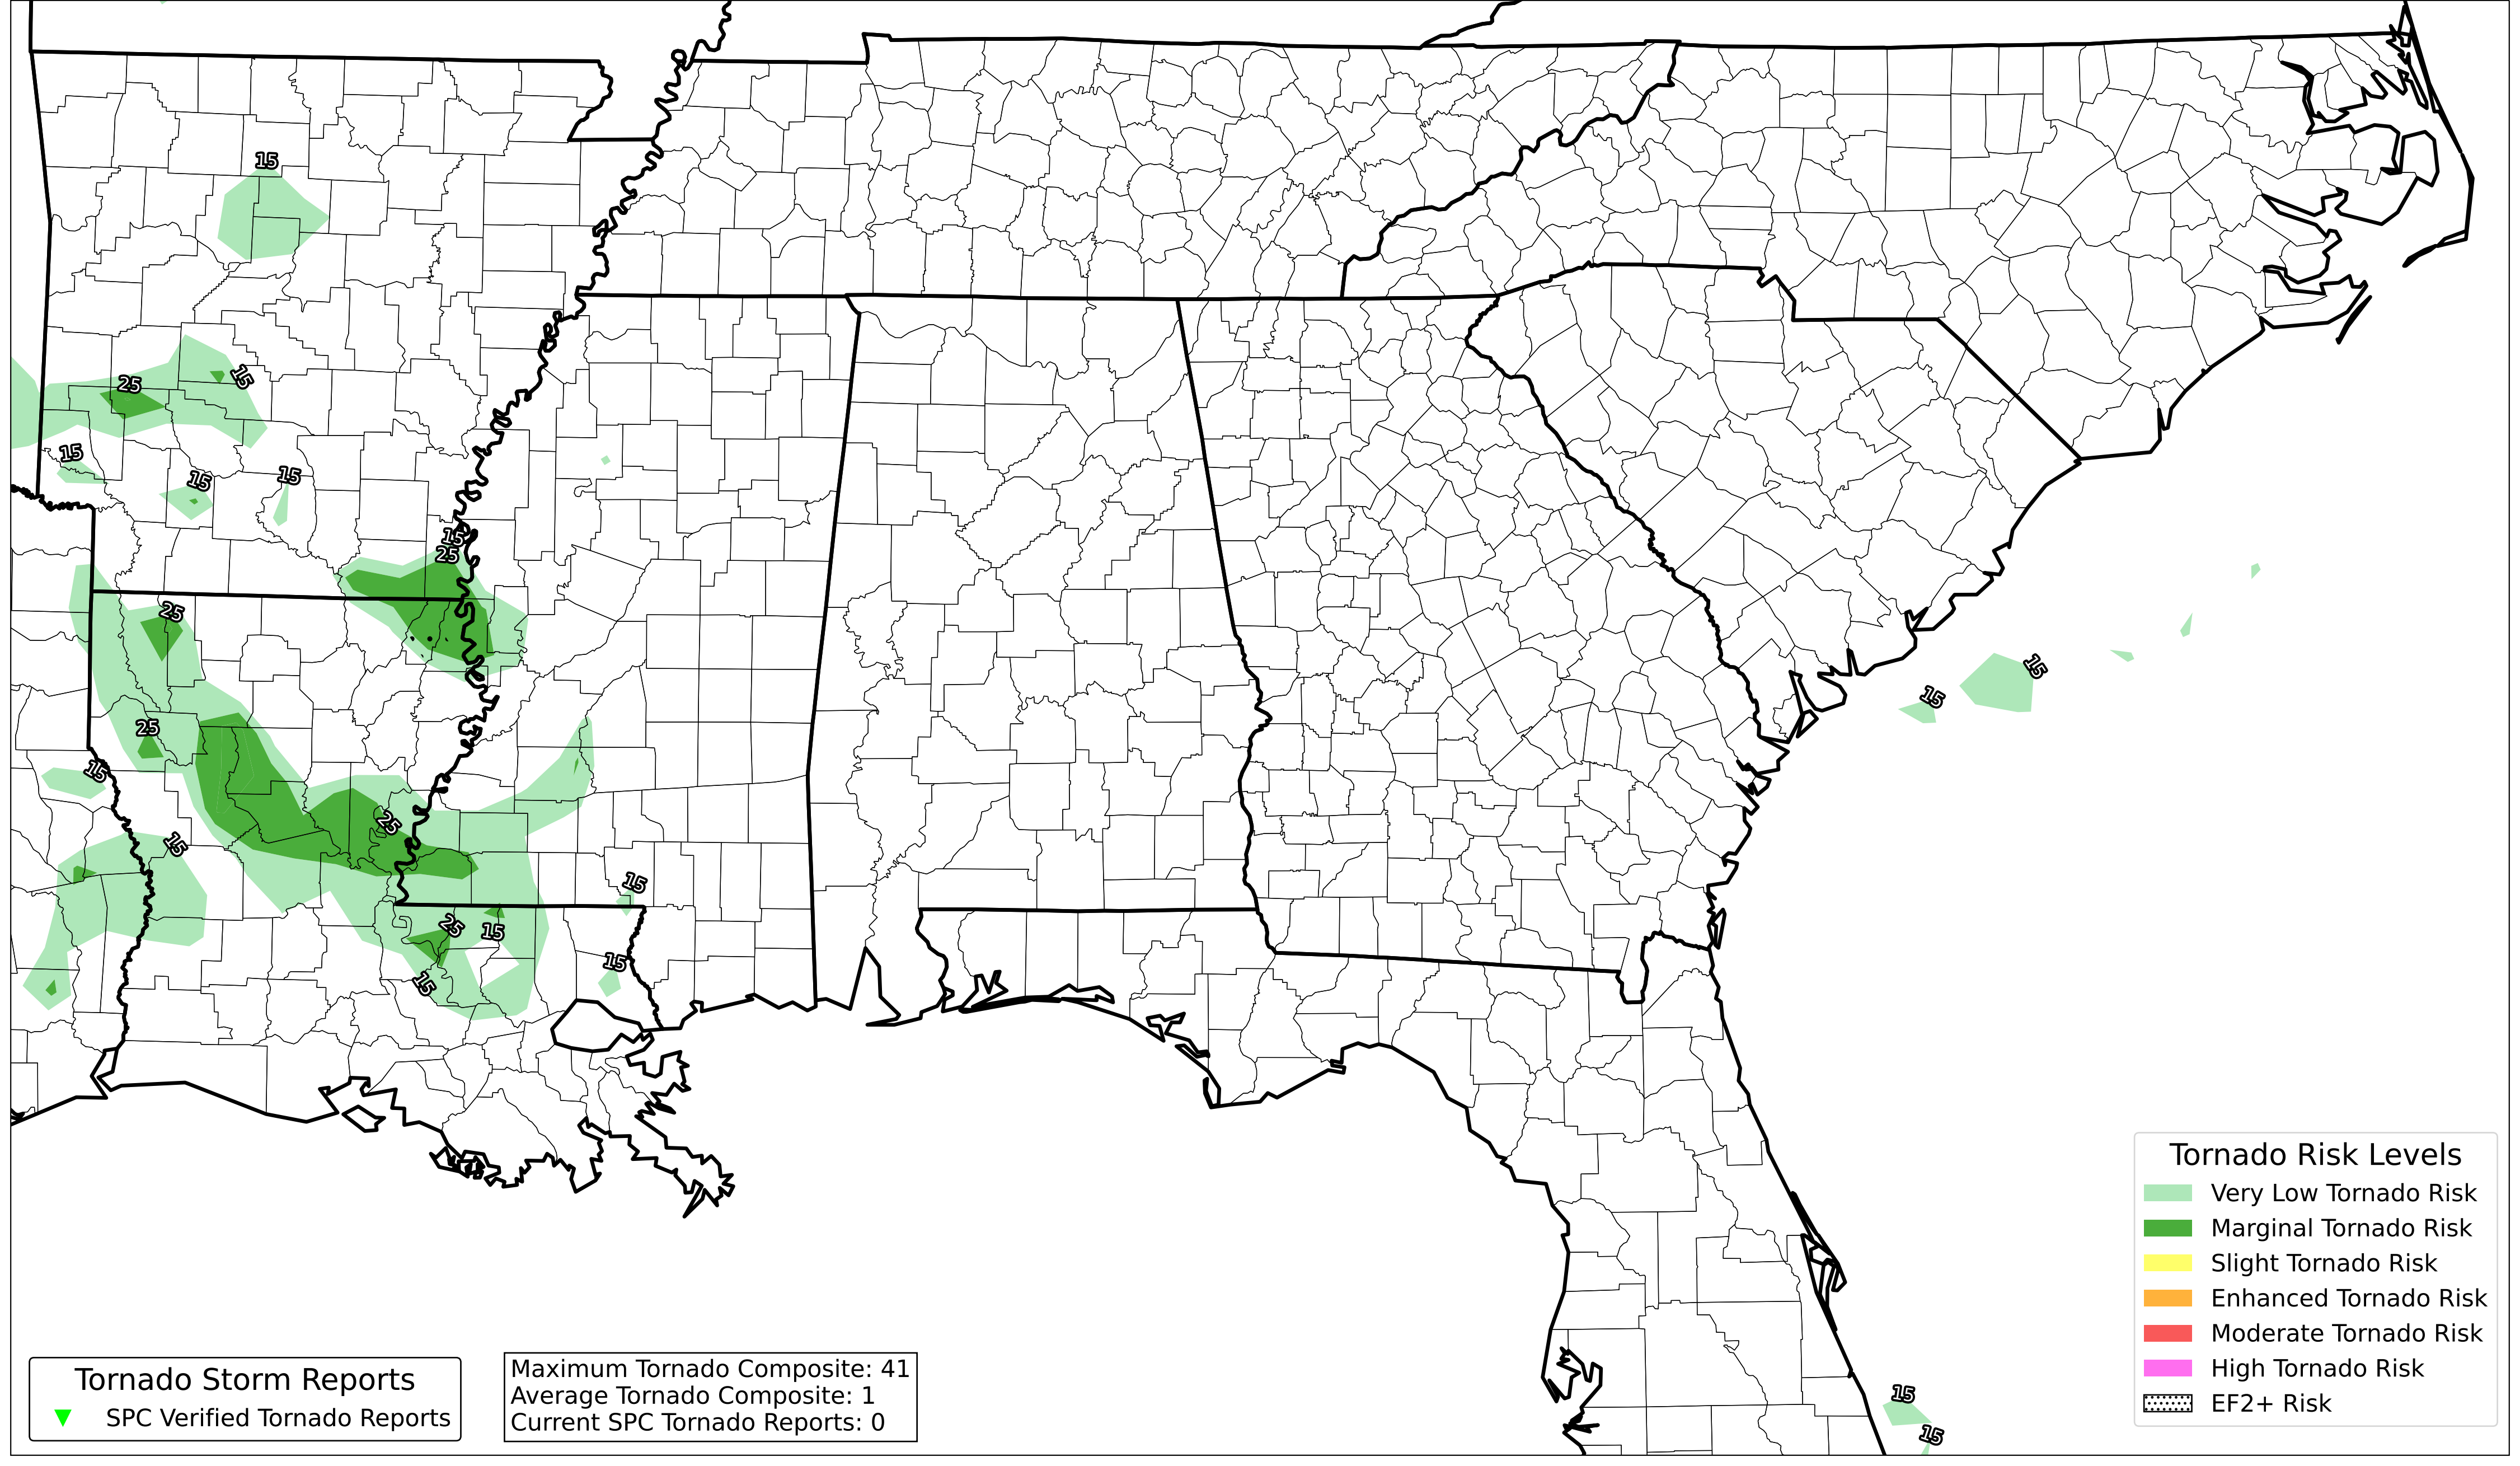 15
25
15
15
15
15
15
25
25
25
15
15
25
15
15
25
15
15
15
15
15
15
15
Tornado Risk Levels
Very Low Tornado Risk
Marginal Tornado Risk
Slight Tornado Risk
Enhanced Tornado Risk
Moderate Tornado Risk
High Tornado Risk
EF2+ Risk
Tornado Storm Reports
SPC Verified Tornado Reports
Maximum Tornado Composite: 41
Average Tornado Composite: 1
Current SPC Tornado Reports: 0